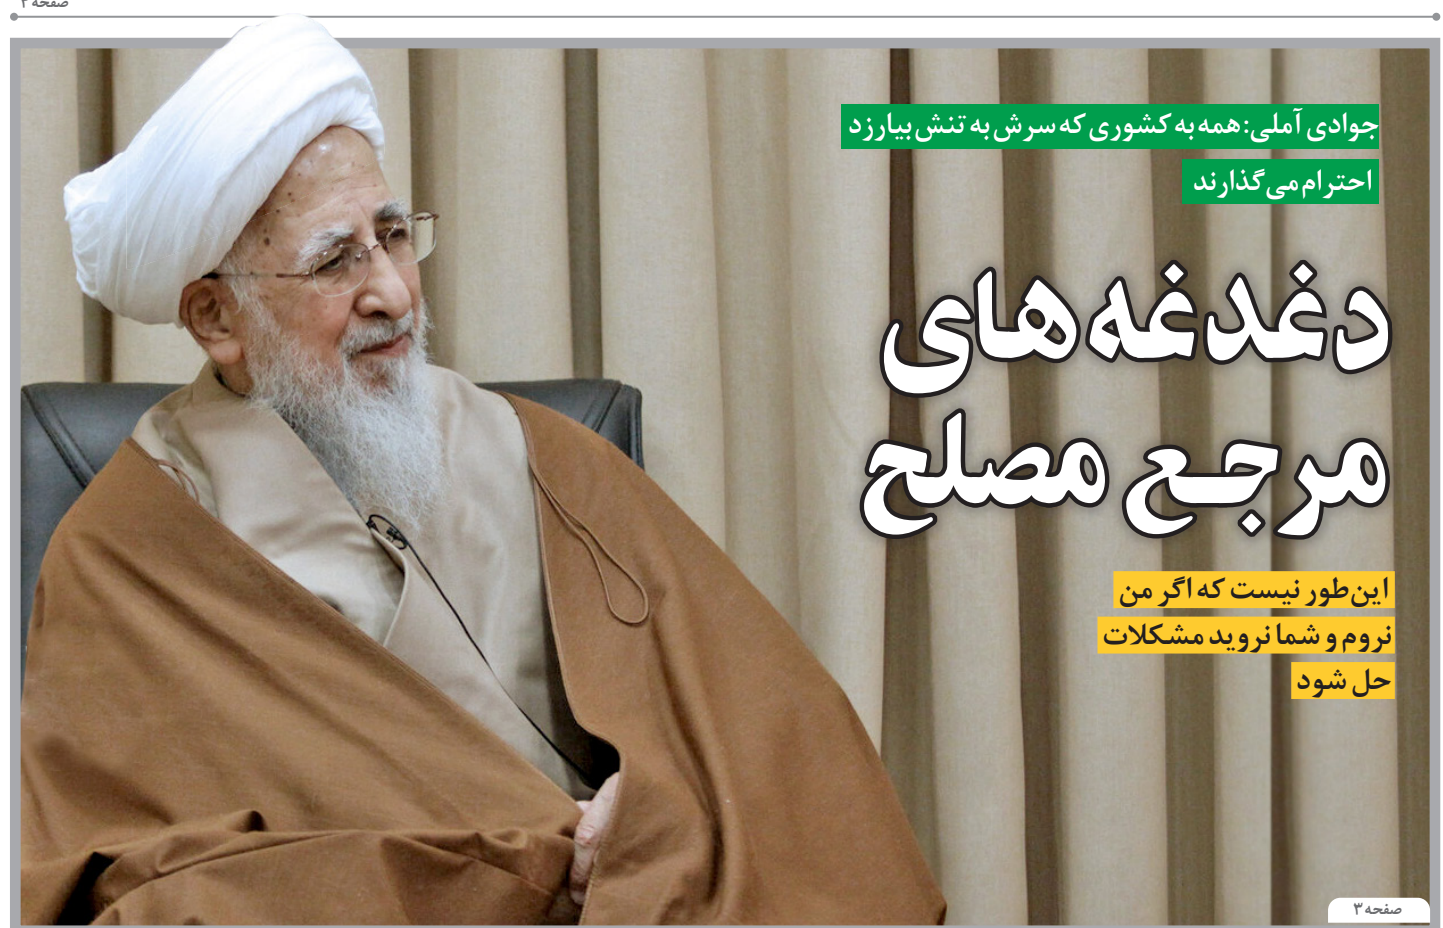 صفحه ۲
جوادی آملی: همه به کشوری که سرش به تنش بیارزد
احترام می‌گذارند
دغدغه‌های
مرجع مصلح
این‌طور نیست که اگر من
نروم و شما نروید مشکلات
حل شود
صفحه ۳